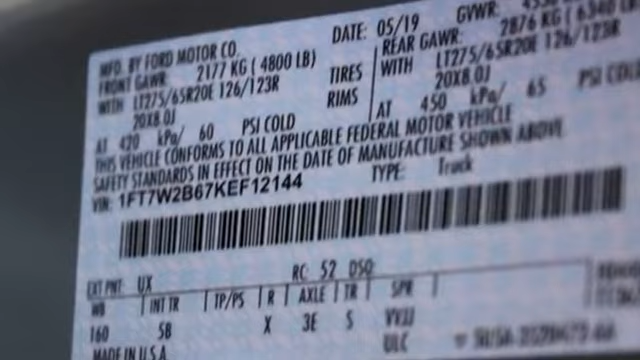 MFD. BY FORD MOTOR CO.
DATE: 05/19 GVWR:
FRONT GAWR: 2177 KG ( 4800 LB) REAR GAWR: 2876 KG (6340 LB
WITH LT275/65R20E 126/123R TIRES WITH LT275/65R20E 126/123R
20X8.0J RIMS 20X8.0J
AT 420 kPa/ 60 PSI COLD AT 450 kPa/ 65 PSI COLD
THIS VEHICLE CONFORMS TO ALL APPLICABLE FEDERAL MOTOR VEHICLE
SAFETY STANDARDS IN EFFECT ON THE DATE OF MANUFACTURE SHOWN ABOVE
VIN: 1FT7W2B67KEF12144 TYPE: Truck
EXT PNT: UX RC: 52 DSO:
WB INT TR TP/PS R AXLE TR SPR
160 SB X 3E S
MADE IN U.S.A.